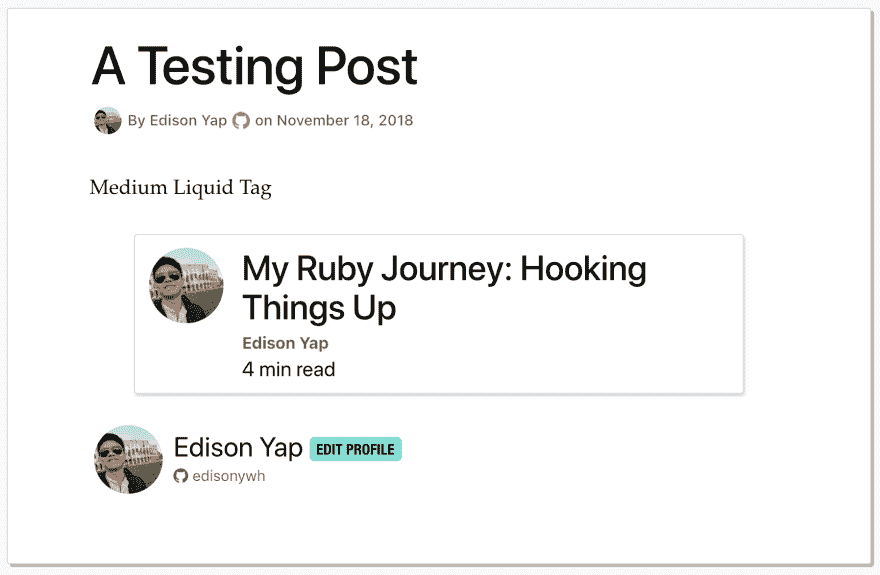 A Testing Post
By Edison Yap on November 18, 2018
Medium Liquid Tag
My Ruby Journey: Hooking
Things Up
Edison Yap
4 min read
Edison Yap EDIT PROFILE
edisonywh